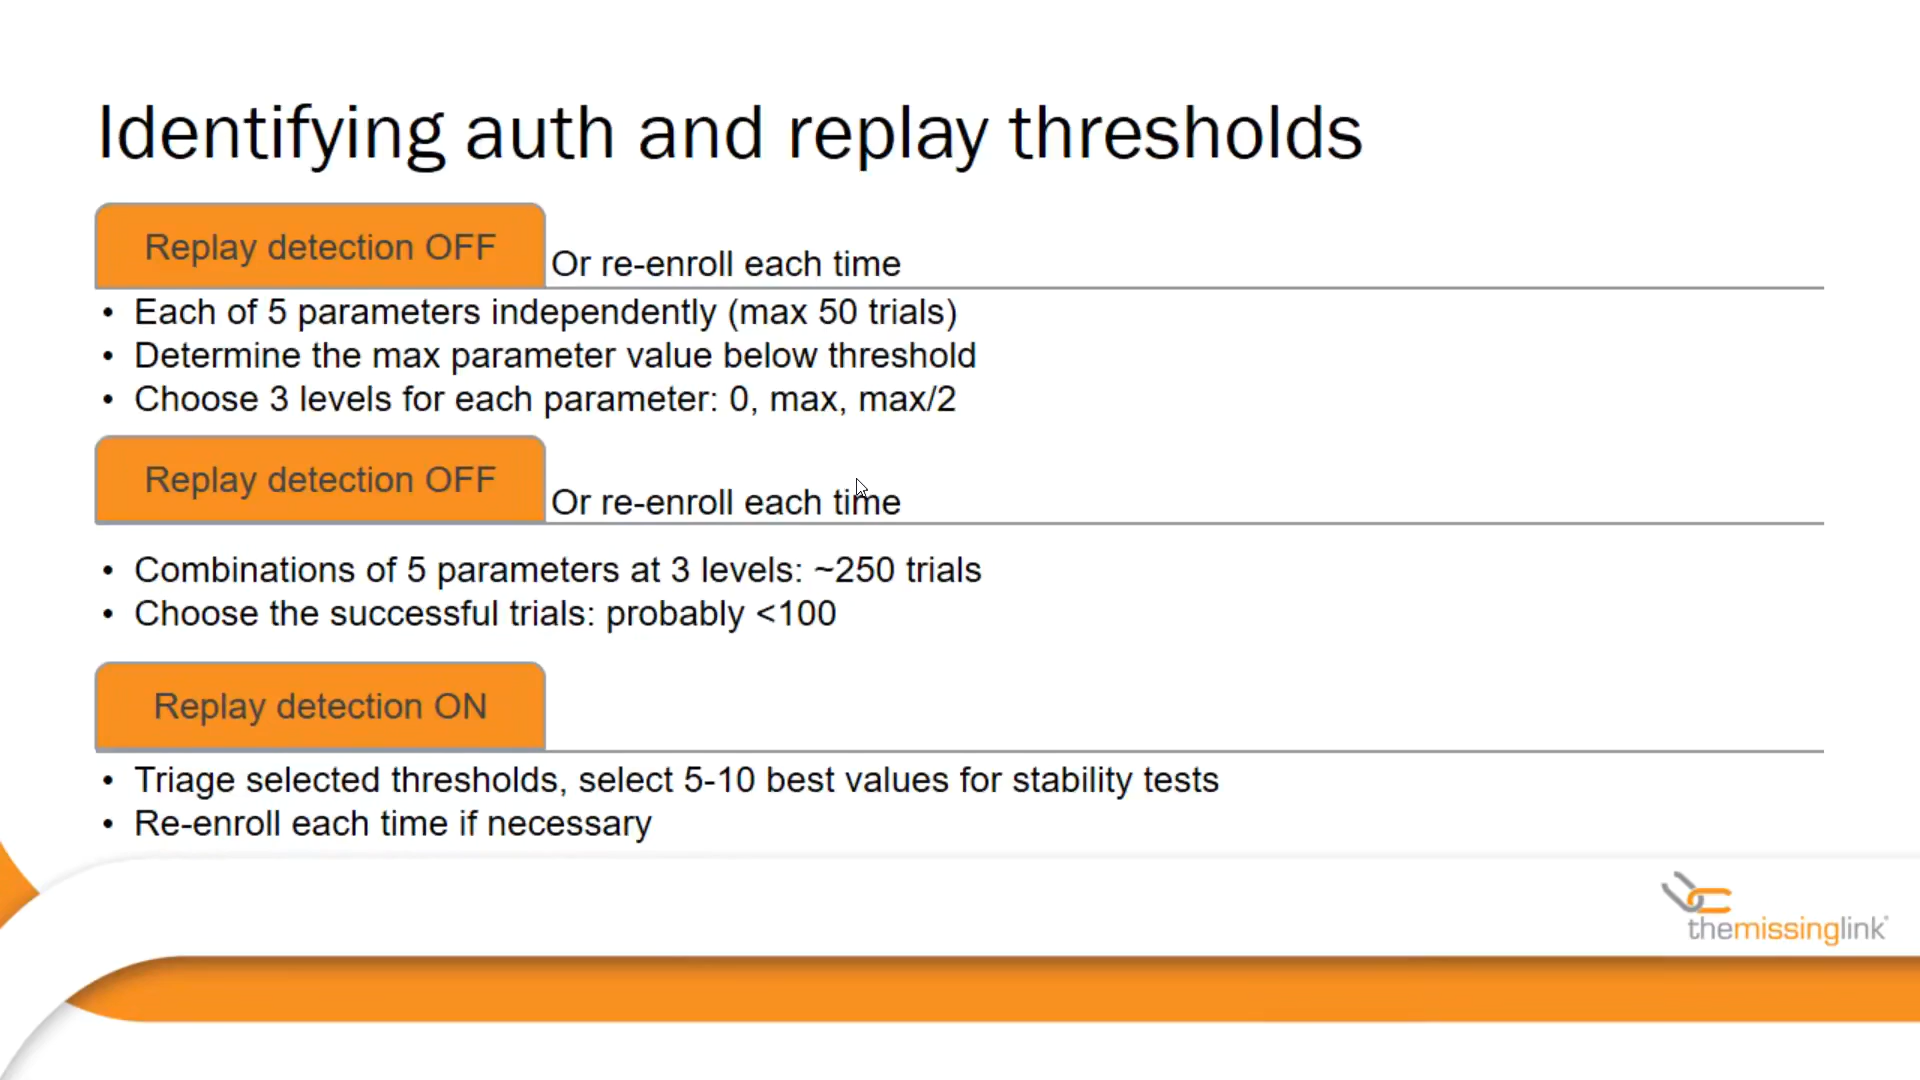 Identifying auth and replay thresholds
Replay detection OFF
Or re-enroll each time
• Each of 5 parameters independently (max 50 trials)
• Determine the max parameter value below threshold
• Choose 3 levels for each parameter: 0, max, max/2
Replay detection OFF
Or re-enroll each time
• Combinations of 5 parameters at 3 levels: ~250 trials
• Choose the successful trials: probably <100
Replay detection ON
• Triage selected thresholds, select 5-10 best values for stability tests
• Re-enroll each time if necessary
themissinglink®